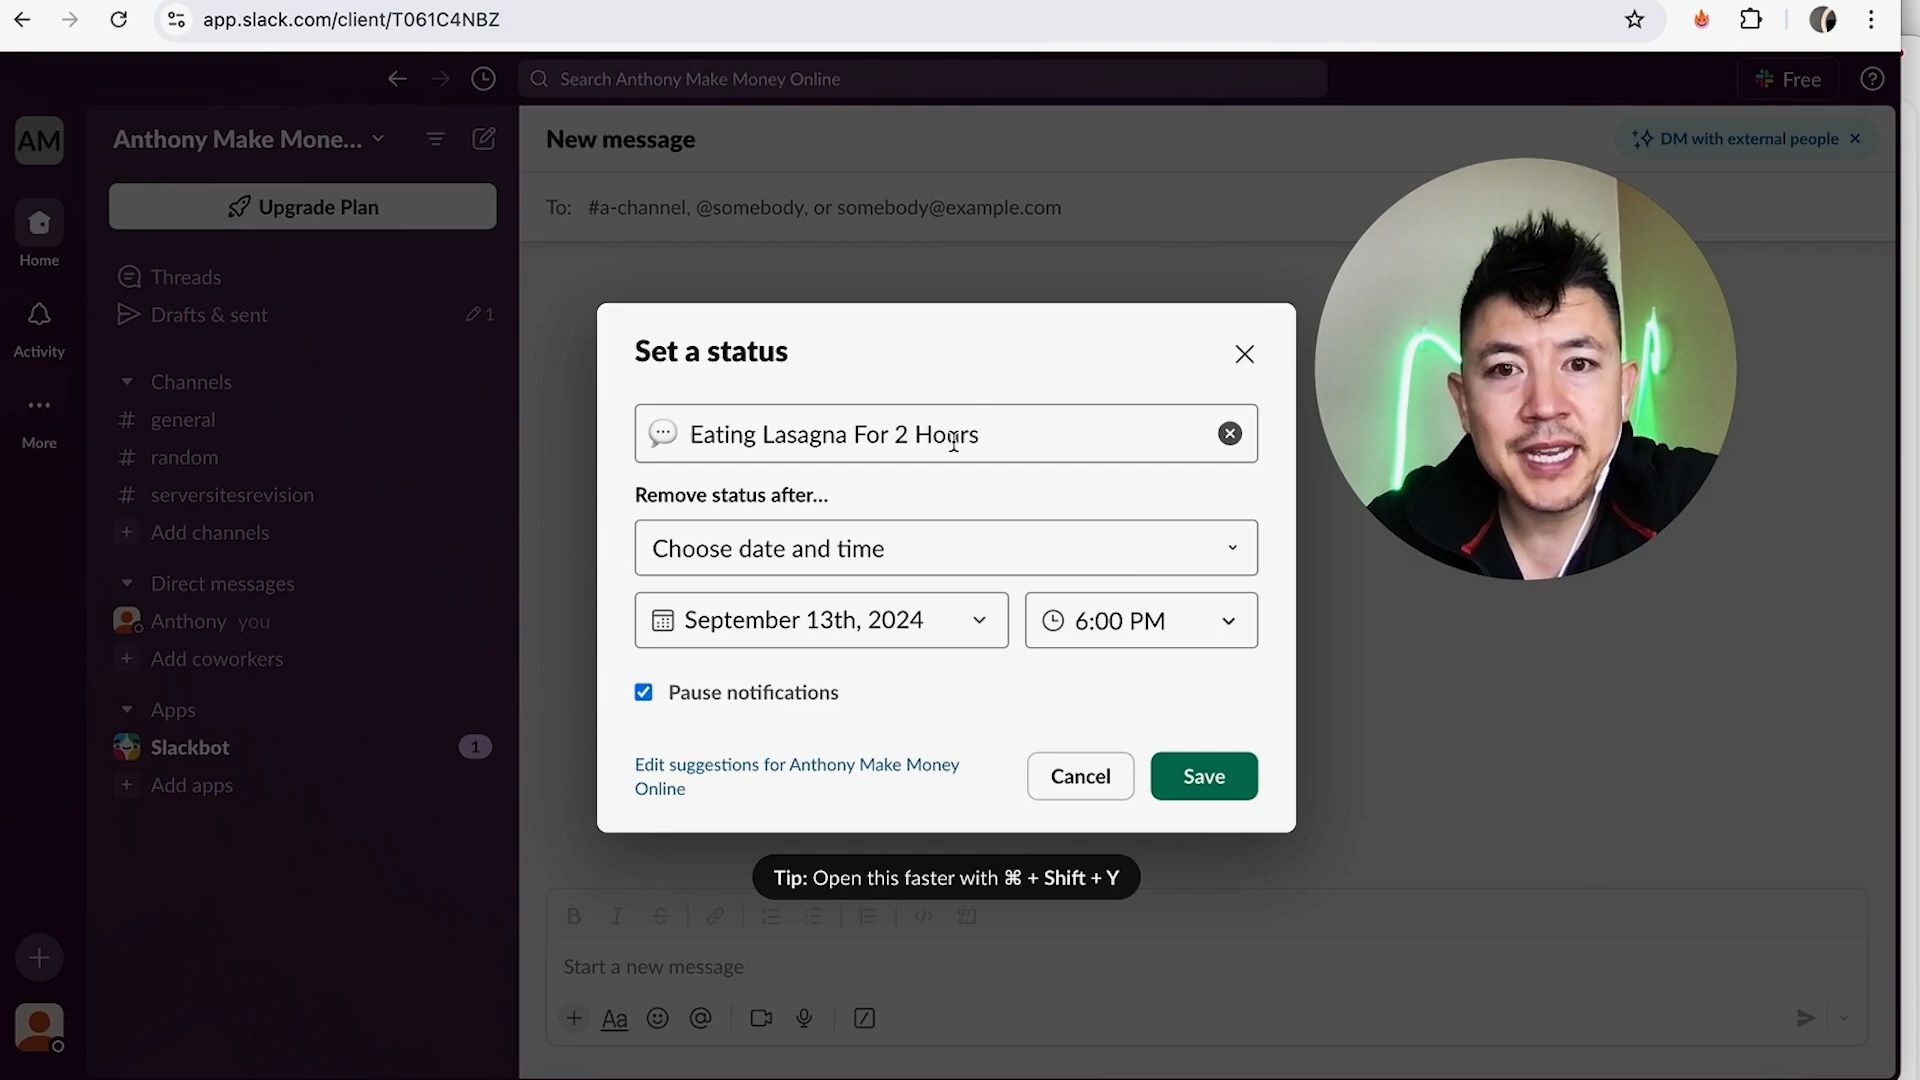 app.slack.com/client/T061C4NBZ
Search Anthony Make Money Online
Free
AM
Anthony Make Mone...
New message
DM with external people
Upgrade Plan
To: #a-channel, @somebody, or somebody@example.com
Home
Threads
Drafts & sent
1
Activity
Channels
general
random
serversitesrevision
Add channels
More
Direct messages
Anthony you
Add coworkers
Apps
Slackbot
1
Add apps
Set a status
Eating Lasagna For 2 Hours
Remove status after...
Choose date and time
September 13th, 2024
6:00 PM
Pause notifications
Edit suggestions for Anthony Make Money
Online
Cancel
Save
Tip: Open this faster with ⌘ + Shift + Y
B I S
Start a new message
Aa